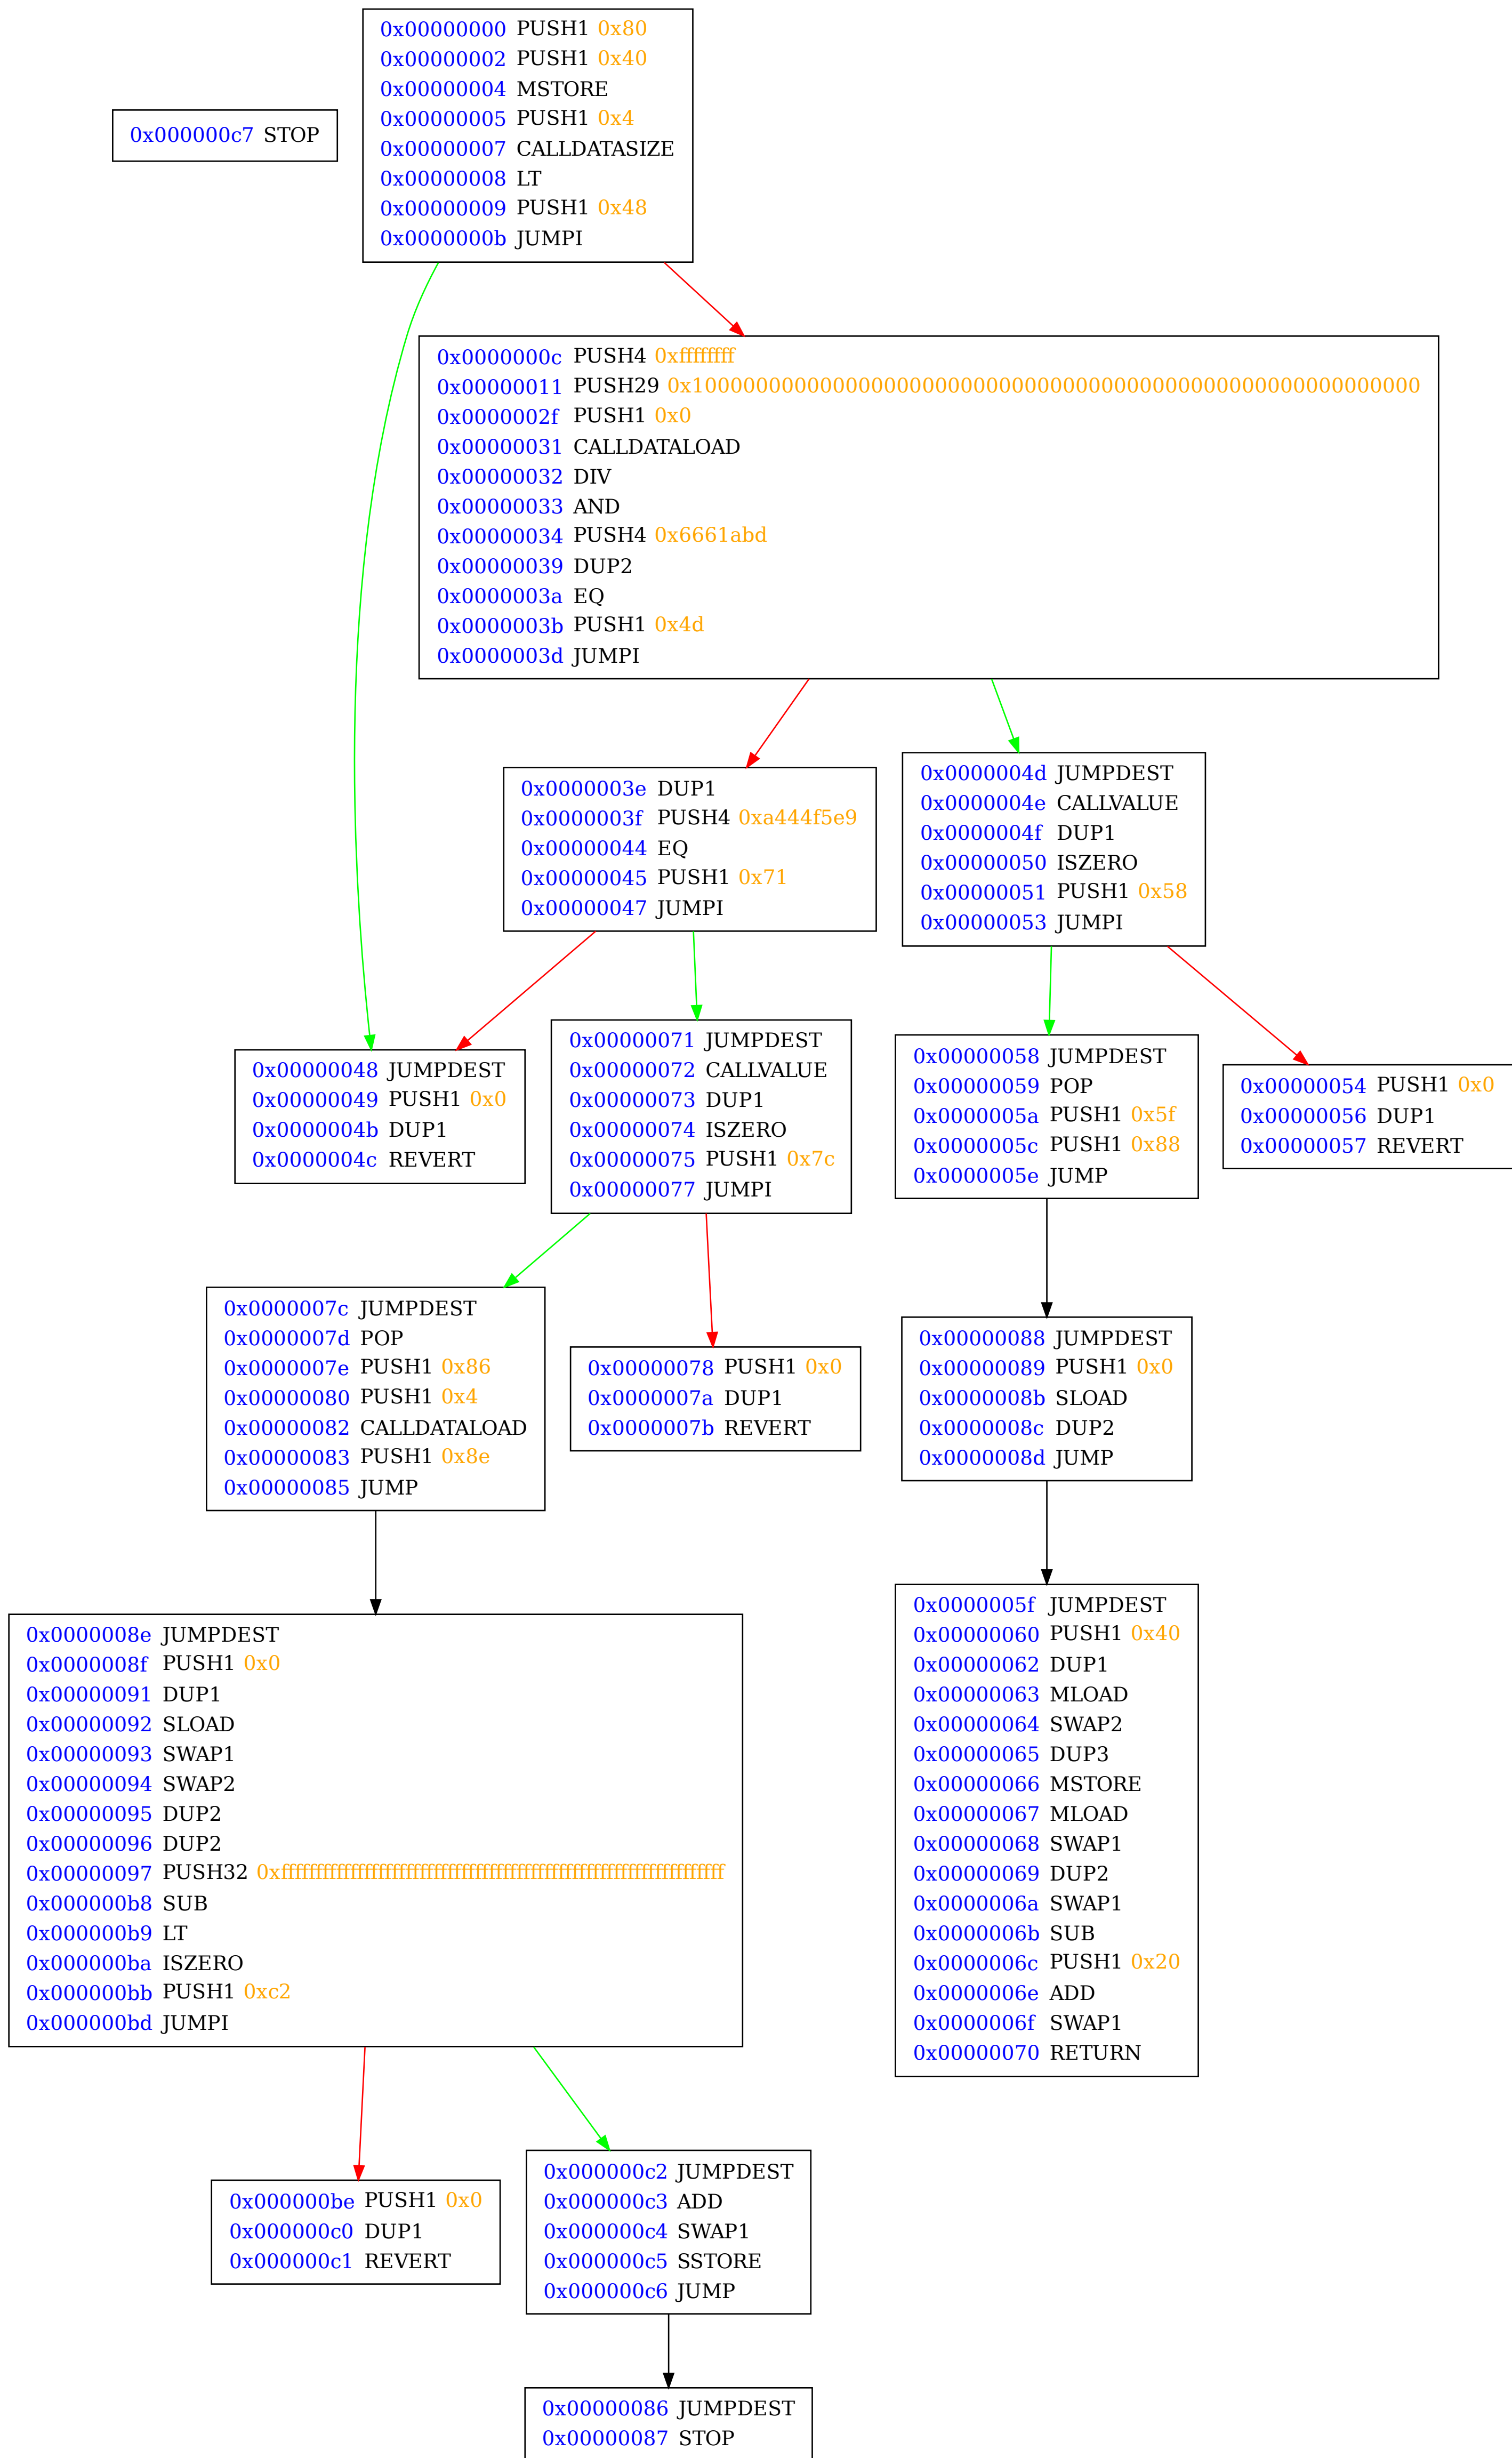 0x000000c7 STOP
0x00000000 PUSH1 0x80
0x00000002 PUSH1 0x40
0x00000004 MSTORE
0x00000005 PUSH1 0x4
0x00000007 CALLDATASIZE
0x00000008 LT
0x00000009 PUSH1 0x48
0x0000000b JUMPI
0x0000000c PUSH4 0xffffffff
0x00000011 PUSH29 0x100000000000000000000000000000000000000000000000000000000
0x0000002f PUSH1 0x0
0x00000031 CALLDATALOAD
0x00000032 DIV
0x00000033 AND
0x00000034 PUSH4 0x6661abd
0x00000039 DUP2
0x0000003a EQ
0x0000003b PUSH1 0x4d
0x0000003d JUMPI
0x0000003e DUP1
0x0000003f PUSH4 0xa444f5e9
0x00000044 EQ
0x00000045 PUSH1 0x71
0x00000047 JUMPI
0x0000004d JUMPDEST
0x0000004e CALLVALUE
0x0000004f DUP1
0x00000050 ISZERO
0x00000051 PUSH1 0x58
0x00000053 JUMPI
0x00000048 JUMPDEST
0x00000049 PUSH1 0x0
0x0000004b DUP1
0x0000004c REVERT
0x00000071 JUMPDEST
0x00000072 CALLVALUE
0x00000073 DUP1
0x00000074 ISZERO
0x00000075 PUSH1 0x7c
0x00000077 JUMPI
0x00000058 JUMPDEST
0x00000059 POP
0x0000005a PUSH1 0x5f
0x0000005c PUSH1 0x88
0x0000005e JUMP
0x00000054 PUSH1 0x0
0x00000056 DUP1
0x00000057 REVERT
0x0000007c JUMPDEST
0x0000007d POP
0x0000007e PUSH1 0x86
0x00000080 PUSH1 0x4
0x00000082 CALLDATALOAD
0x00000083 PUSH1 0x8e
0x00000085 JUMP
0x00000078 PUSH1 0x0
0x0000007a DUP1
0x0000007b REVERT
0x00000088 JUMPDEST
0x00000089 PUSH1 0x0
0x0000008b SLOAD
0x0000008c DUP2
0x0000008d JUMP
0x0000008e JUMPDEST
0x0000008f PUSH1 0x0
0x00000091 DUP1
0x00000092 SLOAD
0x00000093 SWAP1
0x00000094 SWAP2
0x00000095 DUP2
0x00000096 DUP2
0x00000097 PUSH32 0xffffffffffffffffffffffffffffffffffffffffffffffffffffffffffffffff
0x000000b8 SUB
0x000000b9 LT
0x000000ba ISZERO
0x000000bb PUSH1 0xc2
0x000000bd JUMPI
0x0000005f JUMPDEST
0x00000060 PUSH1 0x40
0x00000062 DUP1
0x00000063 MLOAD
0x00000064 SWAP2
0x00000065 DUP3
0x00000066 MSTORE
0x00000067 MLOAD
0x00000068 SWAP1
0x00000069 DUP2
0x0000006a SWAP1
0x0000006b SUB
0x0000006c PUSH1 0x20
0x0000006e ADD
0x0000006f SWAP1
0x00000070 RETURN
0x000000be PUSH1 0x0
0x000000c0 DUP1
0x000000c1 REVERT
0x000000c2 JUMPDEST
0x000000c3 ADD
0x000000c4 SWAP1
0x000000c5 SSTORE
0x000000c6 JUMP
0x00000086 JUMPDEST
0x00000087 STOP